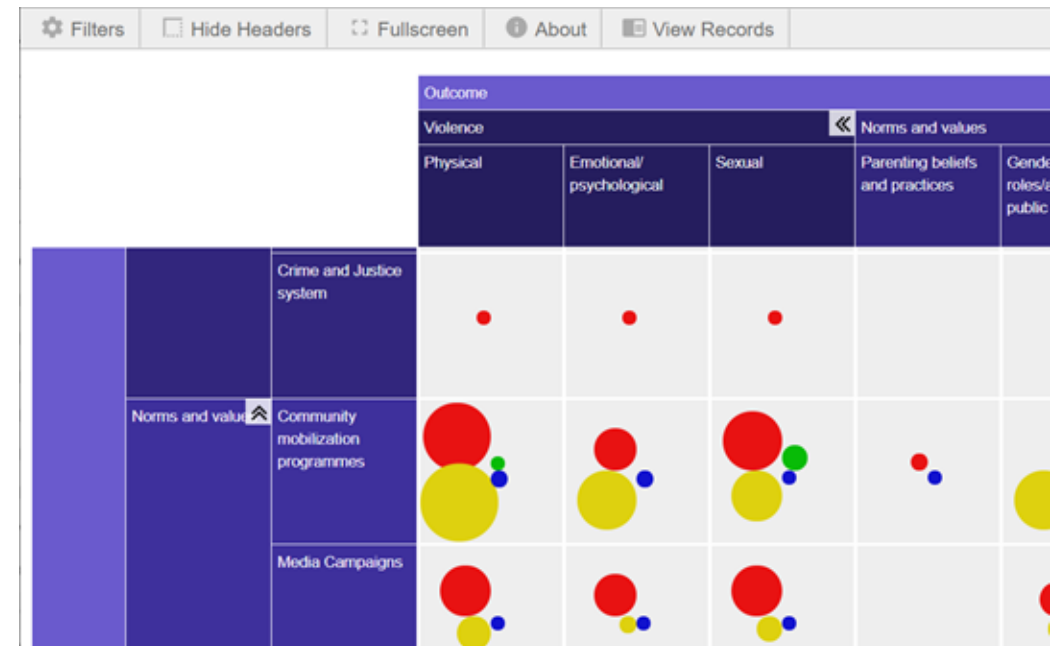 Filters Hide Headers Fullscreen About View Records
Outcome
Violence Norms and values
Physical Emotional/ Sexual Parenting beliefs
psychological and practices
public
Crime and Justice
system
Norms and Community
mobilization
programmes
Media Campaigns